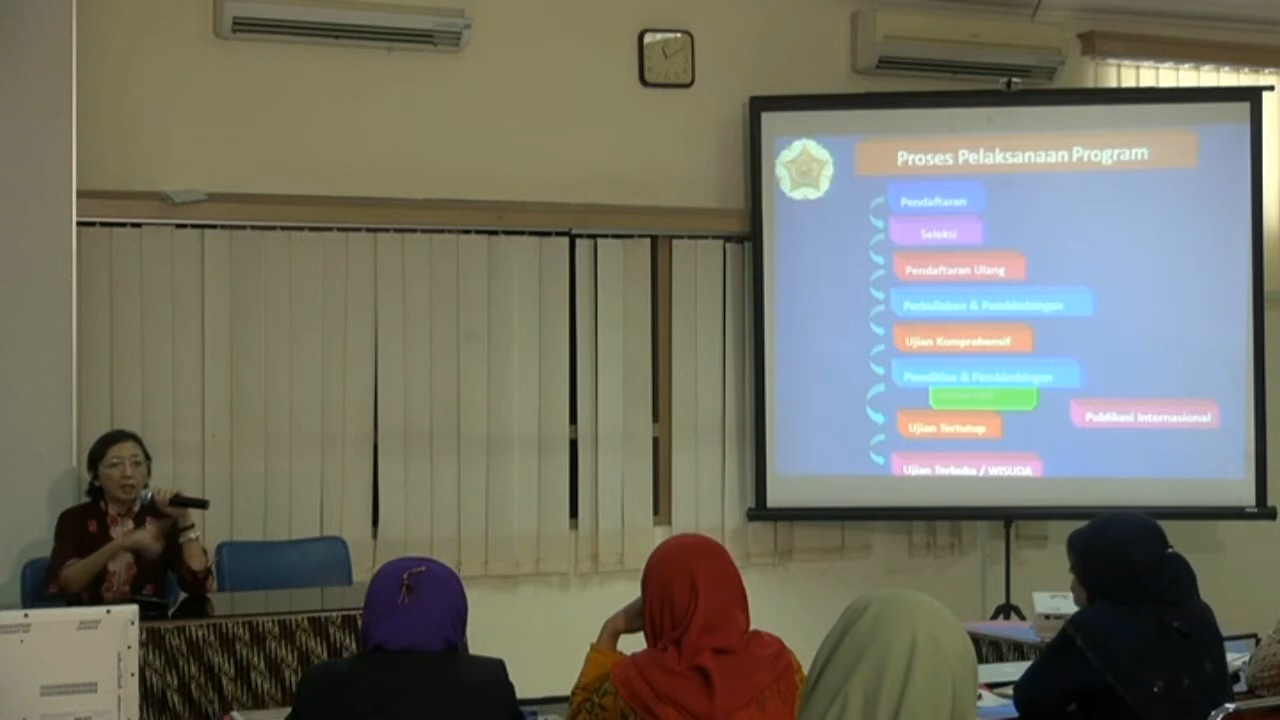 Proses Pelaksanaan Program
Pendaftaran
Seleksi
Pendaftaran Ulang
Perkuliahan & Pembimbingan
Ujian Komprehensif
Penelitian & Pembimbingan
Publikasi Internasional
Ujian Tertutup
Ujian Terbuka / WISUDA